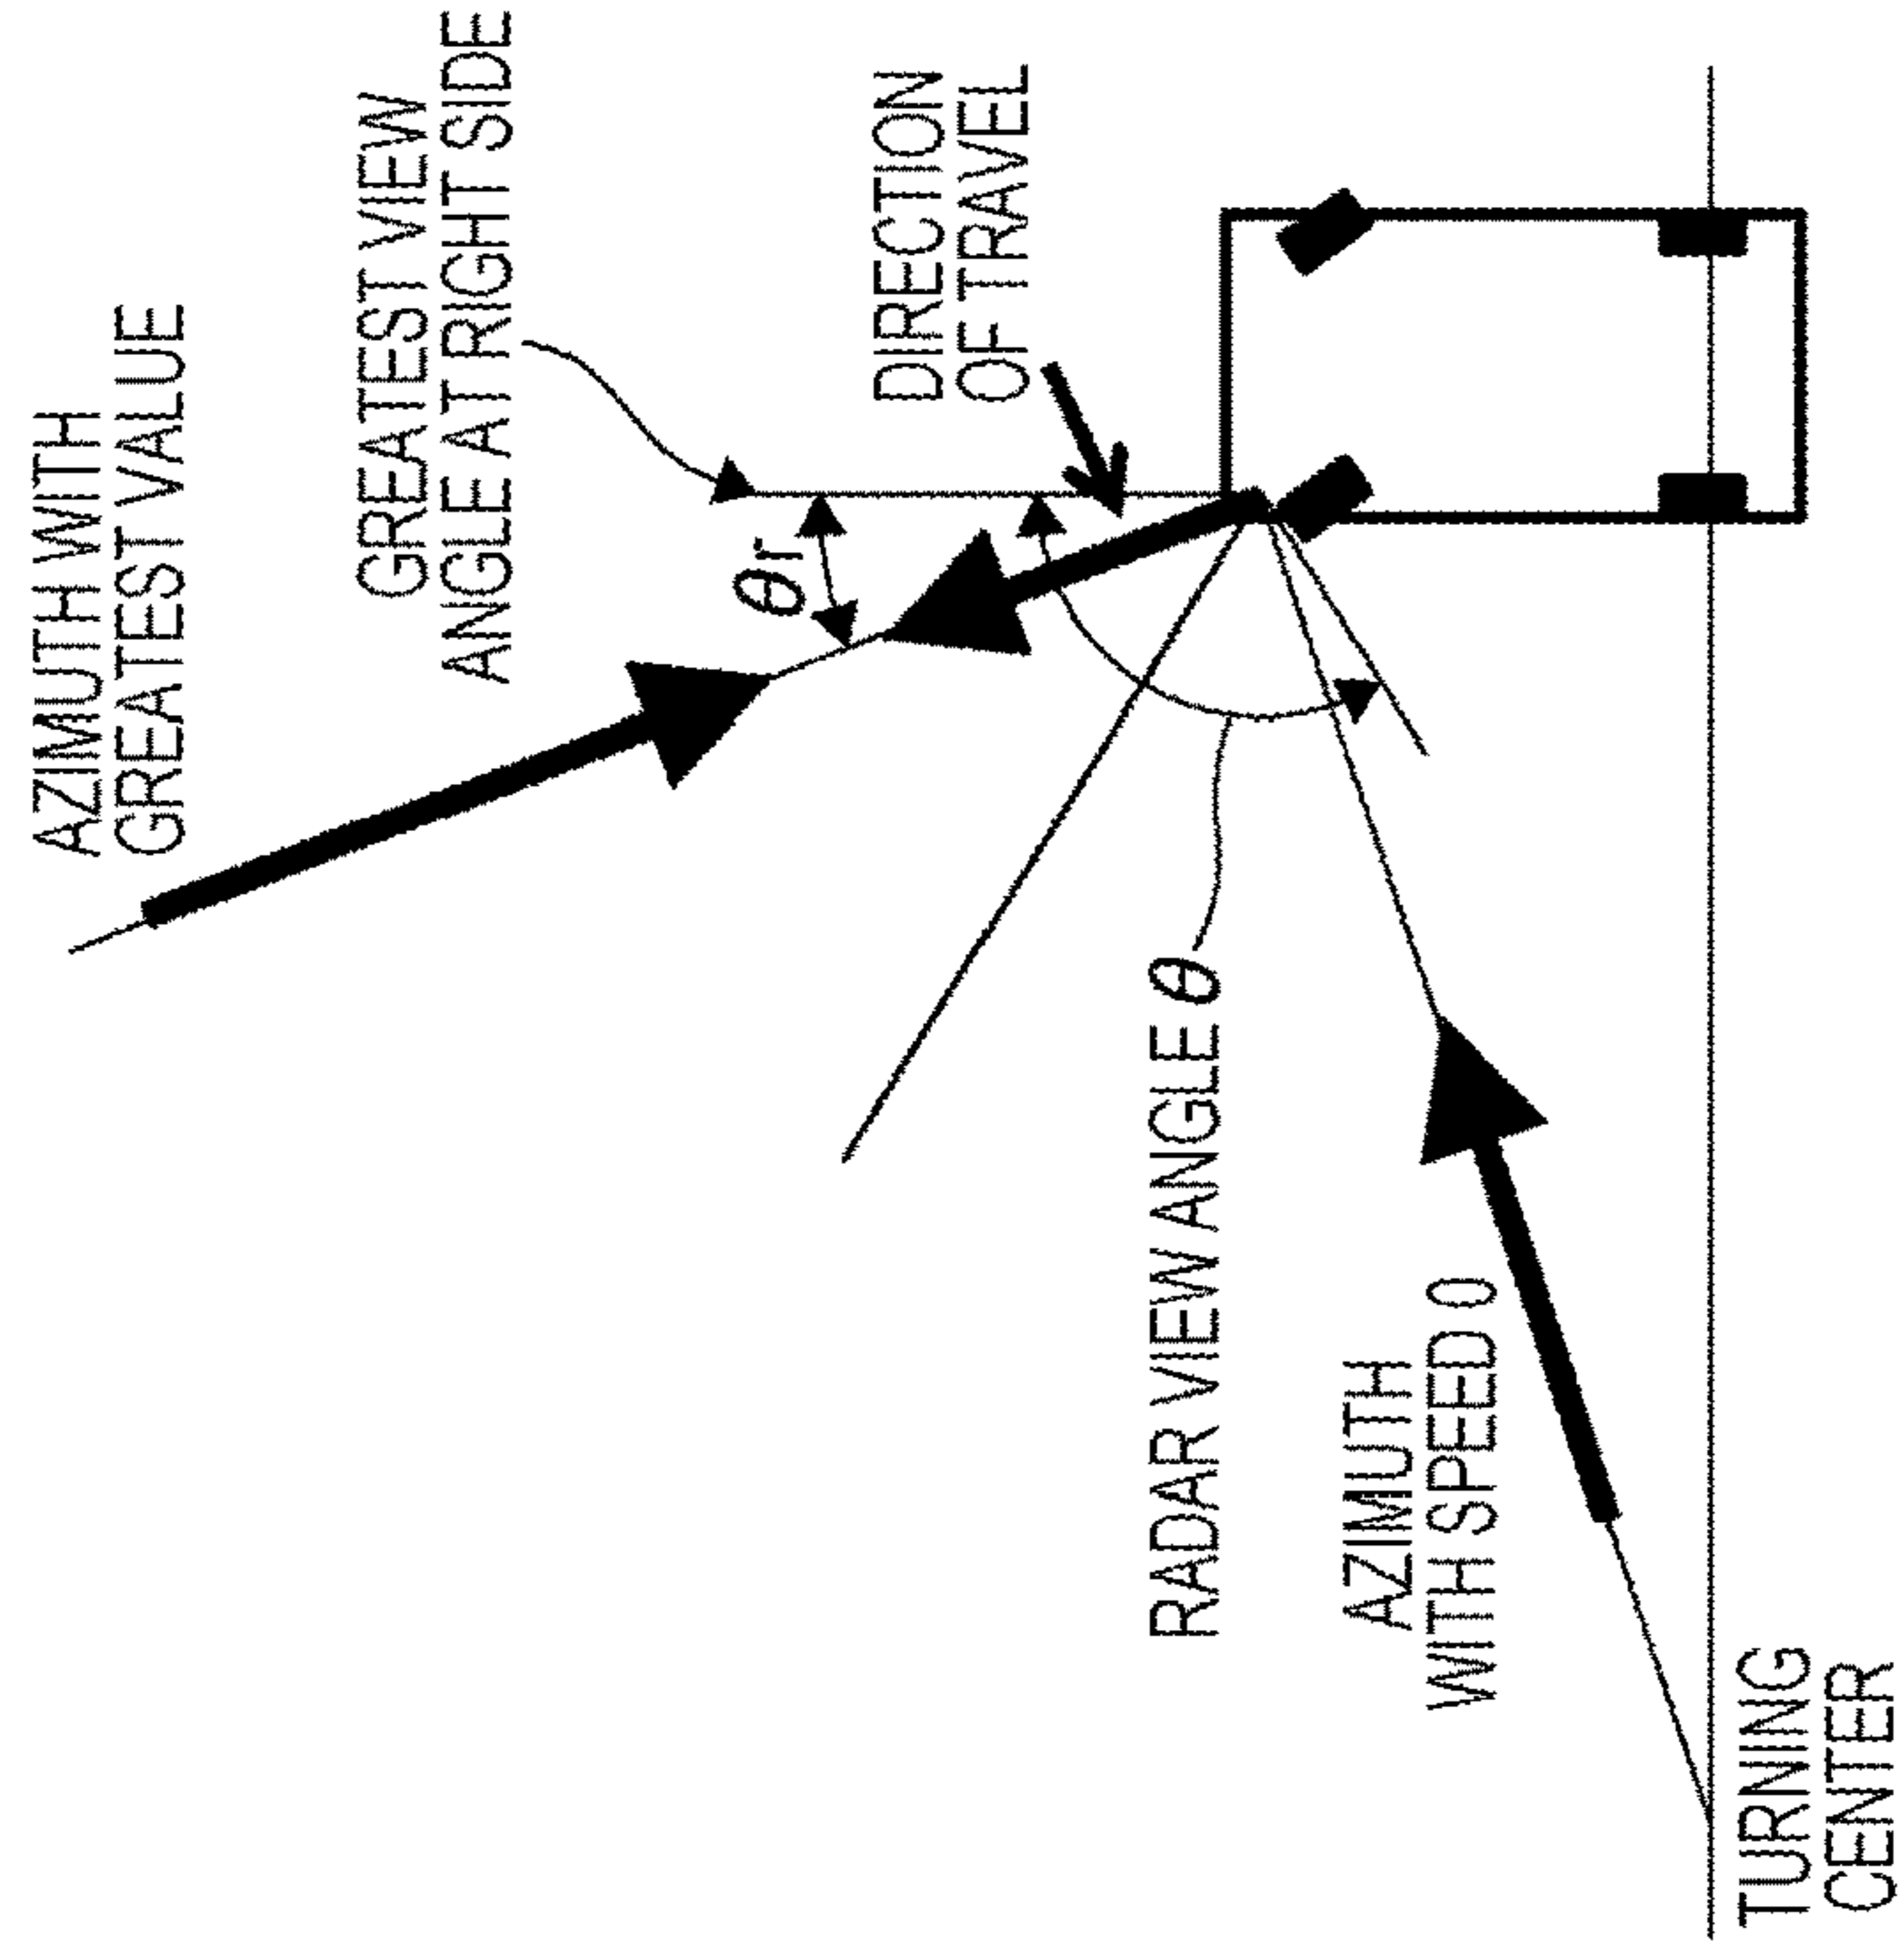 AZIMUTH WITH
GREATEST VALUE
GREATEST VIEW
ANGLE AT RIGHT SIDE
θr
DIRECTION
OF TRAVEL
RADAR VIEW ANGLE θ
AZIMUTH
WITH SPEED 0
TURNING
CENTER